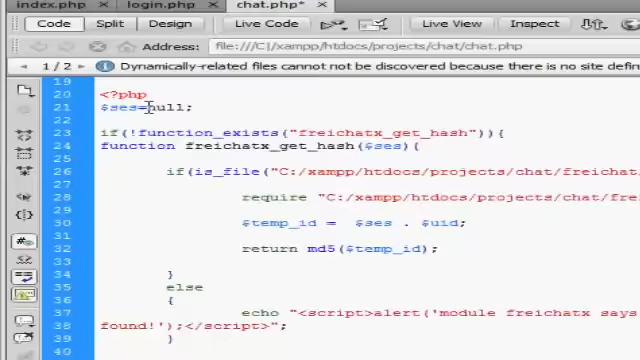 index.php × login.php × chat.php* ×
Code Split Design Live Code Live View Inspect
Address: file:///C|/xampp/htdocs/projects/chat/chat.php
1 / 2 Dynamically-related files cannot not be discovered because there is no site defin
19
20 <?php
21 $ses=null;
22
23 if(!function_exists("freichatx_get_hash")){
24 function freichatx_get_hash($ses){
25
26 if(is_file("C:/xampp/htdocs/projects/chat/freichat
27
28 require "C:/xampp/htdocs/projects/chat/fre
29
30 $temp_id = $ses . $uid;
31
32 return md5($temp_id);
33
34 }
35 else
36 {
37 echo "<script>alert('module freichatx says
38 found!');</script>";
39 }
40